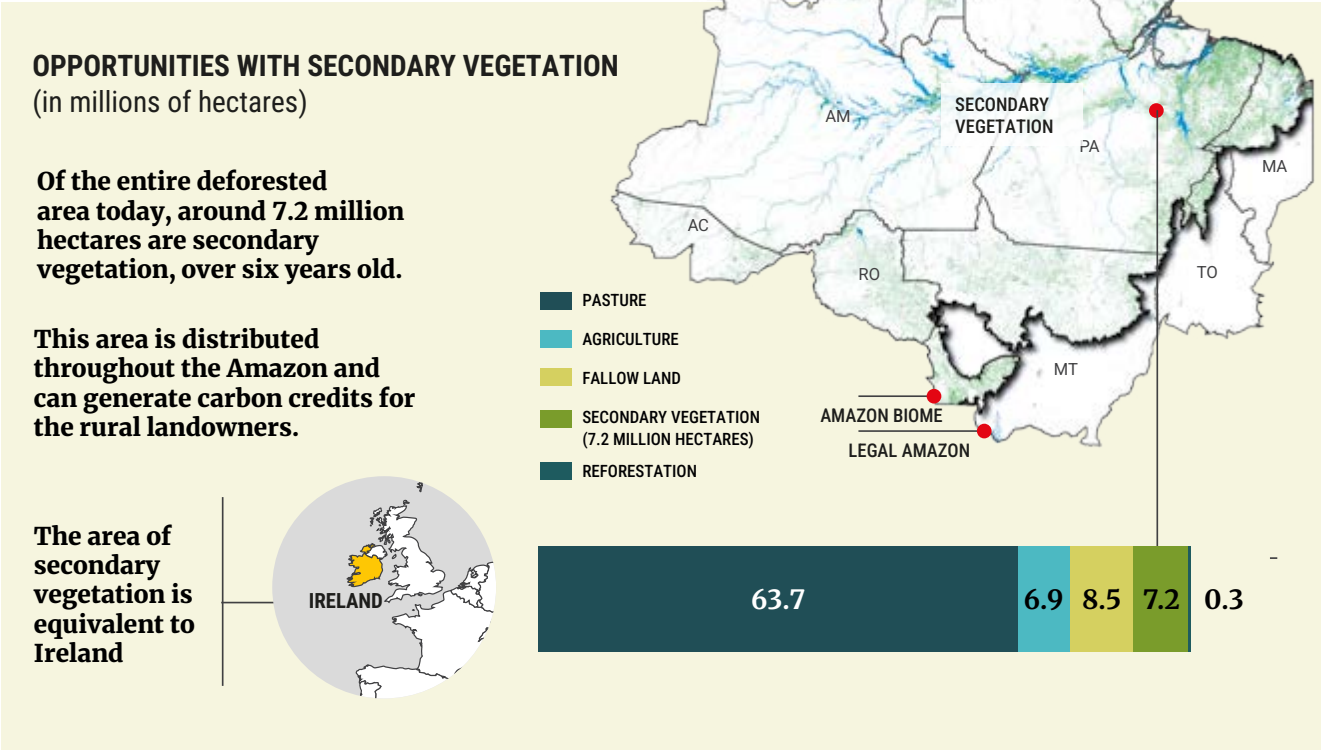 OPPORTUNITIES WITH SECONDARY VEGETATION
(in millions of hectares)
Of the entire deforested
area today, around 7.2 million
hectares are secondary
vegetation, over six years old.
This area is distributed
throughout the Amazon and
can generate carbon credits for
the rural landowners.
The area of
secondary
vegetation is
equivalent to
Ireland
IRELAND
AM
SECONDARY
VEGETATION
PA
MA
AC
RO
TO
MT
AMAZON BIOME
LEGAL AMAZON
PASTURE
AGRICULTURE
FALLOW LAND
SECONDARY VEGETATION
(7.2 MILLION HECTARES)
REFORESTATION
63.7
6.9
8.5
7.2
0.3